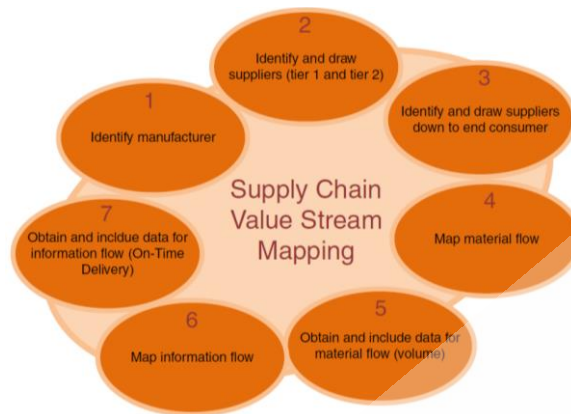 Supply Chain
Value Stream
Mapping
1
Identify manufacturer
2
Identify and draw
suppliers (tier 1 and tier 2)
3
Identify and draw suppliers
down to end consumer
4
Map material flow
5
Obtain and include data for
material flow (volume)
6
Map information flow
7
Obtain and incidue data for
information flow (On-Time
Delivery)